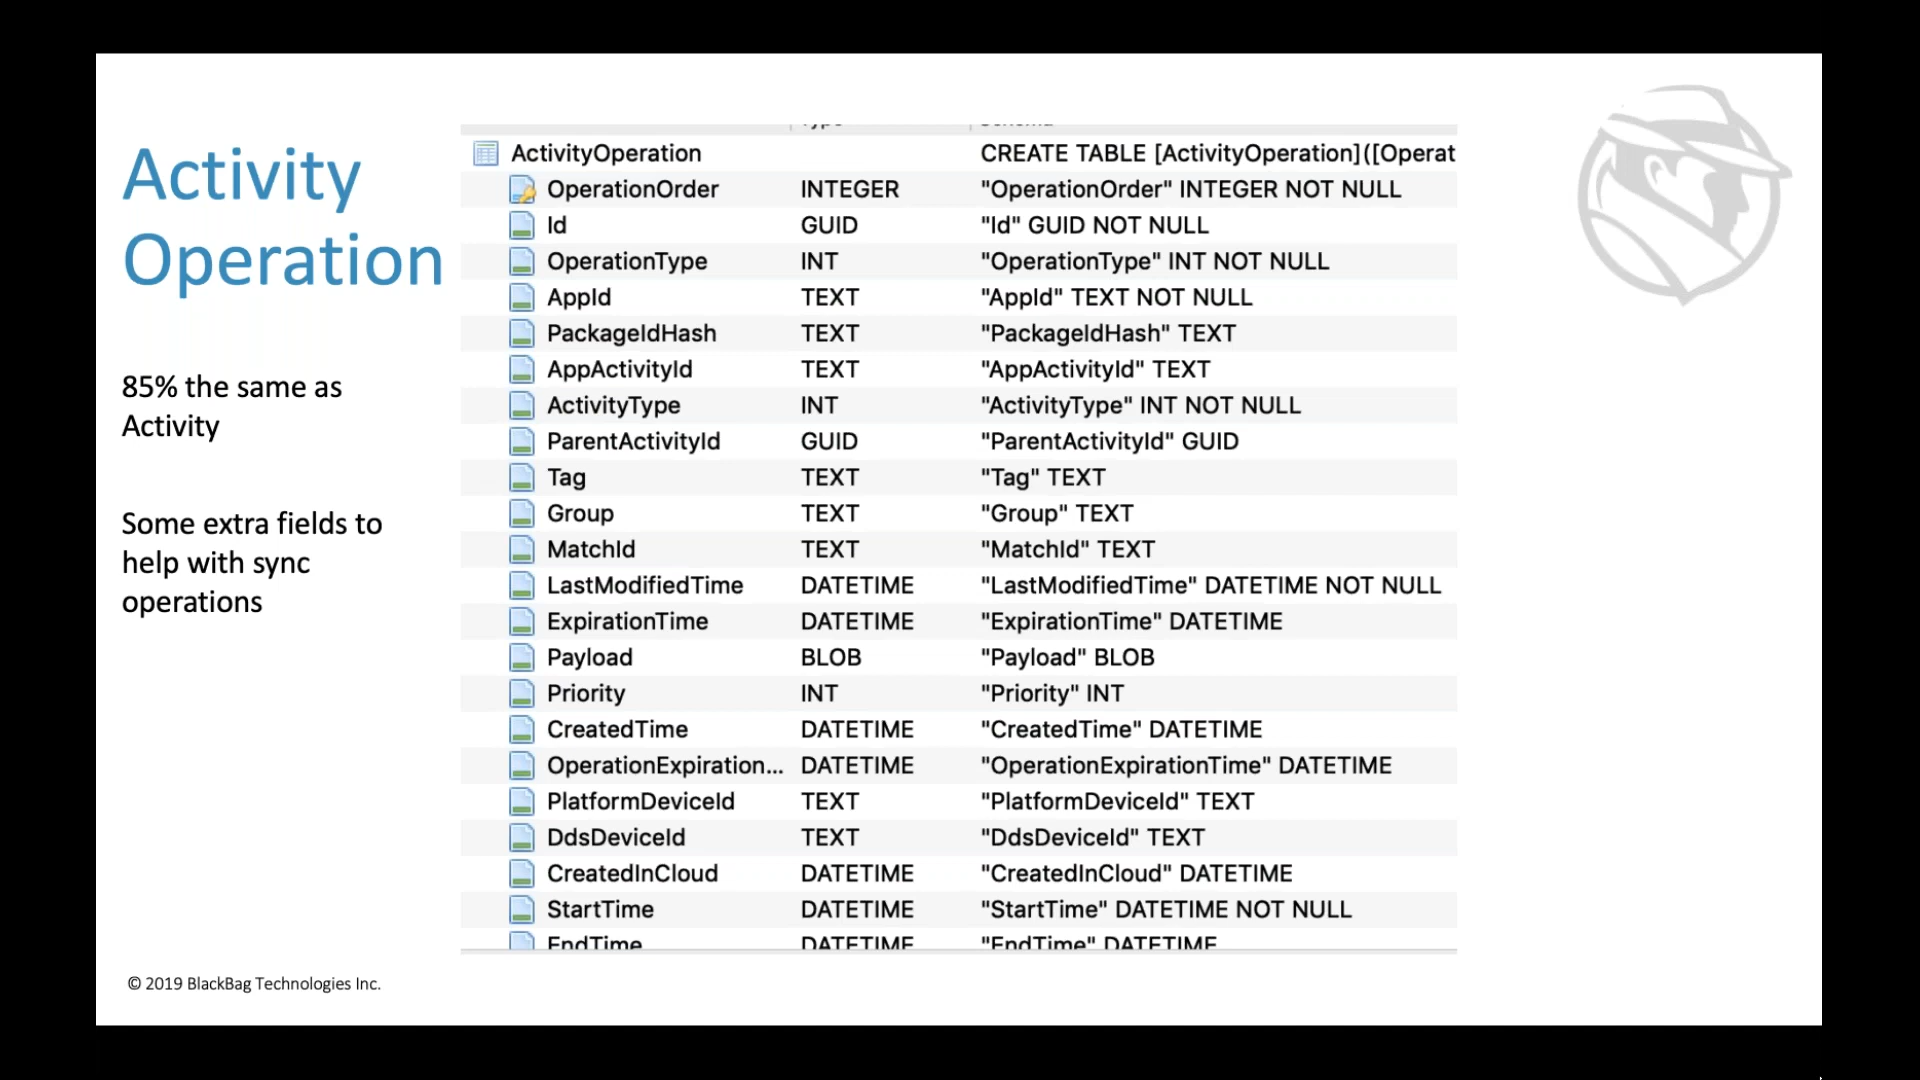 Activity
Operation
85% the same as
Activity
Some extra fields to
help with sync
operations
ActivityOperation CREATE TABLE [ActivityOperation]([Operat
OperationOrder INTEGER "OperationOrder" INTEGER NOT NULL
Id GUID "Id" GUID NOT NULL
OperationType INT "OperationType" INT NOT NULL
AppId TEXT "AppId" TEXT NOT NULL
PackageIdHash TEXT "PackageIdHash" TEXT
AppActivityId TEXT "AppActivityId" TEXT
ActivityType INT "ActivityType" INT NOT NULL
ParentActivityId GUID "ParentActivityId" GUID
Tag TEXT "Tag" TEXT
Group TEXT "Group" TEXT
MatchId TEXT "MatchId" TEXT
LastModifiedTime DATETIME "LastModifiedTime" DATETIME NOT NULL
ExpirationTime DATETIME "ExpirationTime" DATETIME
Payload BLOB "Payload" BLOB
Priority INT "Priority" INT
CreatedTime DATETIME "CreatedTime" DATETIME
OperationExpiration... DATETIME "OperationExpirationTime" DATETIME
PlatformDeviceId TEXT "PlatformDeviceId" TEXT
DdsDeviceId TEXT "DdsDeviceId" TEXT
CreatedInCloud DATETIME "CreatedInCloud" DATETIME
StartTime DATETIME "StartTime" DATETIME NOT NULL
EndTime DATETIME "EndTime" DATETIME
© 2019 BlackBag Technologies Inc.